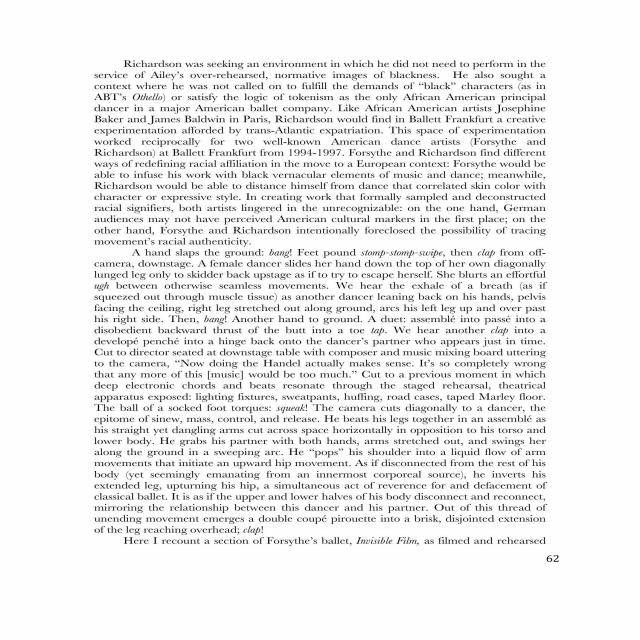 Richardson was seeking an environment in which he did not need to perform in the
service of Ailey's over-rehearsed, normative images of blackness. He also sought a
context where he was not called on to fulfill the demands of “black” characters (as in
ABT's Othello) or satisfy the logic of tokenism as the only African American principal
dancer in a major American ballet company. Like African American artists Josephine
Baker and James Baldwin in Paris, Richardson would find in Ballett Frankfurt a creative
experimentation afforded by trans-Atlantic expatriation. This space of experimentation
worked reciprocally for two well-known American dance artists (Forsythe and
Richardson) at Ballett Frankfurt from 1994-1997. Forsythe and Richardson find different
ways of redefining racial affiliation in the move to a European context: Forsythe would be
able to infuse his work with black vernacular elements of music and dance; meanwhile,
Richardson would be able to distance himself from dance that correlated skin color with
character or expressive style. In creating work that formally sampled and deconstructed
racial signifiers, both artists lingered in the unrecognizable: on the one hand, German
audiences may not have perceived American cultural markers in the first place; on the
other hand, Forsythe and Richardson intentionally foreclosed the possibility of tracing
movement's racial authenticity.
A hand slaps the ground: bang! Feet pound stomp-stomp-swipe, then clap from off-
camera, downstage. A female dancer slides her hand down the top of her own diagonally
lunged leg only to skidder back upstage as if to try to escape herself. She blurts an effortful
ugh between otherwise seamless movements. We hear the exhale of a breath (as if
squeezed out through muscle tissue) as another dancer leaning back on his hands, pelvis
facing the ceiling, right leg stretched out along ground, arcs his left leg up and over past
his right side. Then, bang! Another hand to ground. A duet: assemblé into passé into a
disobedient backward thrust of the butt into a toe tap. We hear another clap into a
developé penché into a hinge back onto the dancer's partner who appears just in time.
Cut to director seated at downstage table with composer and music mixing board uttering
to the camera, “Now doing the Handel actually makes sense. It's so completely wrong
that any more of this [music] would be too much.” Cut to a previous moment in which
deep electronic chords and beats resonate through the staged rehearsal, theatrical
apparatus exposed: lighting fixtures, sweatpants, huffing, road cases, taped Marley floor.
The ball of a socked foot torques: squeak! The camera cuts diagonally to a dancer, the
epitome of sinew, mass, control, and release. He beats his legs together in an assemblé as
his straight yet dangling arms cut across space horizontally in opposition to his torso and
lower body. He grabs his partner with both hands, arms stretched out, and swings her
along the ground in a sweeping arc. He “pops” his shoulder into a liquid flow of arm
movements that initiate an upward hip movement. As if disconnected from the rest of his
body (yet seemingly emanating from an innermost corporeal source), he inverts his
extended leg, upturning his hip, a simultaneous act of reverence for and defacement of
classical ballet. It is as if the upper and lower halves of his body disconnect and reconnect,
mirroring the relationship between this dancer and his partner. Out of this thread of
unending movement emerges a double coupé pirouette into a brisk, disjointed extension
of the leg reaching overhead; clap!
Here I recount a section of Forsythe's ballet, Invisible Film, as filmed and rehearsed
62